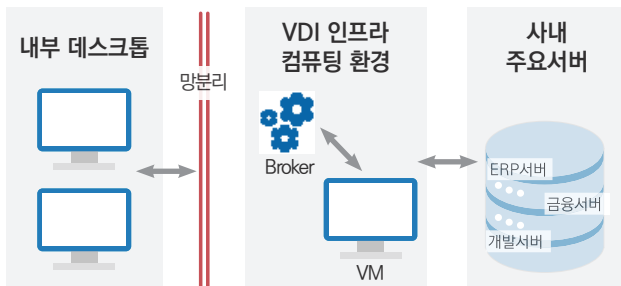 내부 데스크톱
망분리
VDI 인프라
컴퓨팅 환경
Broker
VM
사내
주요서버
ERP서버
금융서버
개발서버